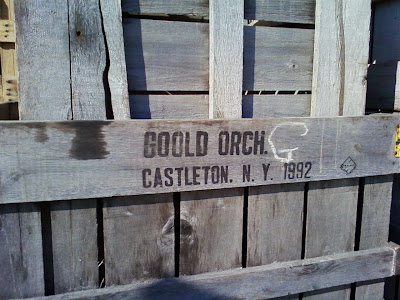 GOOLD ORCH. G
CASTLETON. N. Y. 1992